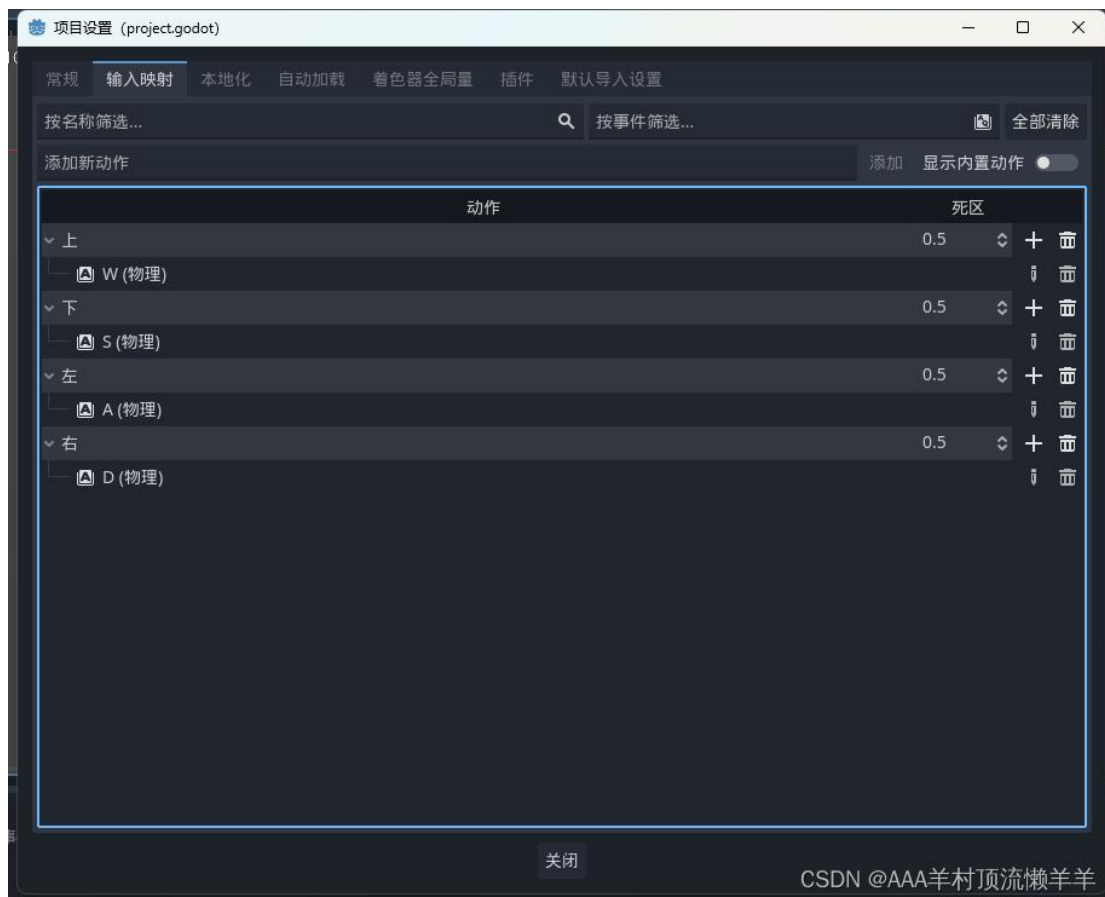 项目设置（project.godot）
常规 输入映射 本地化 自动加载 着色器全局量 插件 默认导入设置
按名称筛选... 按事件筛选... 全部清除
添加新动作 添加 显示内置动作
动作 死区
上 0.5
W (物理)
下 0.5
S (物理)
左 0.5
A (物理)
右 0.5
D (物理)
关闭
CSDN @AAA羊村顶流懒羊羊